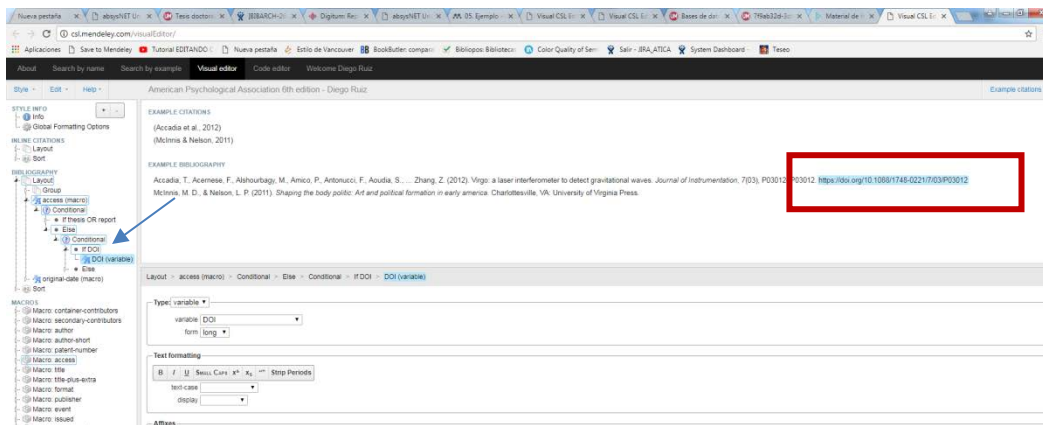 Nueva pestaña
absysNET Un
Tesis doctor
JIBARCH-2
Digitum: Re
absysNET Un
05. Ejemplo -
Visual CSL Ed
Bases de dat
7f9ab32d-3c
Material de
Visual CSL Ed
csl.mendeley.com/visualEditor/
Aplicaciones Save to Mendeley Tutorial EDITANDO Nueva pestaña Estilo de Vancouver BookButler: compara Bibliopos: Biblioteca Color Quality of Sem Salir - JIRA_ATICA System Dashboard - Teseo
About Search by name Search by example Visual editor Code editor Welcome Diego Ruiz
Style Edit Help American Psychological Association 6th edition - Diego Ruiz Example citations
STYLE INFO + -
Info
Global Formatting Options
INLINE CITATIONS
Layout
Sort
BIBLIOGRAPHY
Layout
Group
access (macro)
Conditional
If thesis OR report
Else
Conditional
If DOI
DOI (variable)
Else
original-date (macro)
Sort
MACROS
Macro: container-contributors
Macro: secondary-contributors
Macro: author
Macro: author-short
Macro: patent-number
Macro: access
Macro: title
Macro: title-plus-extra
Macro: format
Macro: publisher
Macro: event
Macro: issued
EXAMPLE CITATIONS
(Accadia et al., 2012)
(McInnis & Nelson, 2011)
EXAMPLE BIBLIOGRAPHY
Accadia, T., Acernese, F., Alshourbagy, M., Amico, P., Antonucci, F., Aoudia, S., … Zhang, Z. (2012). Virgo: a laser interferometer to detect gravitational waves. Journal of Instrumentation, 7(03), P03012 P03012. https://doi.org/10.1088/1748-0221/7/03/P03012
McInnis, M. D., & Nelson, L. P. (2011). Shaping the body politic: Art and political formation in early america. Charlottesville, VA: University of Virginia Press.
Layout > access (macro) > Conditional > Else > Conditional > If DOI > DOI (variable)
Type: variable
variable DOI
form long
Text formatting
B I U SMALL CAPS x² x₂ “” Strip Periods
text-case
display
Affixes